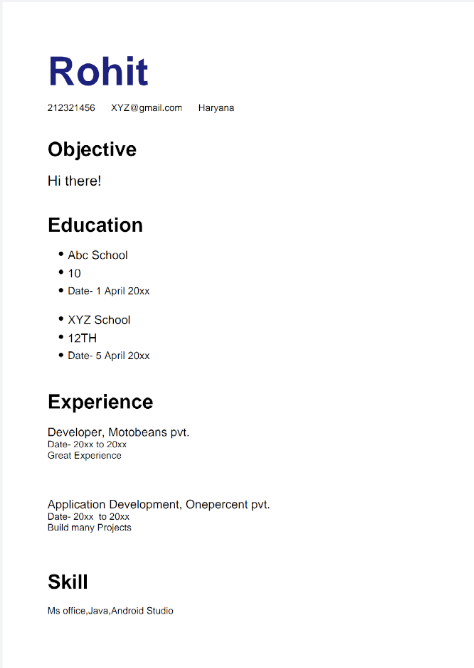 Rohit
212321456 XYZ@gmail.com Haryana
Objective
Hi there!
Education
• Abc School
• 10
• Date- 1 April 20xx
• XYZ School
• 12TH
• Date- 5 April 20xx
Experience
Developer, Motobeans pvt.
Date- 20xx to 20xx
Great Experience
Application Development, Onepercent pvt.
Date- 20xx to 20xx
Build many Projects
Skill
Ms office,Java,Android Studio